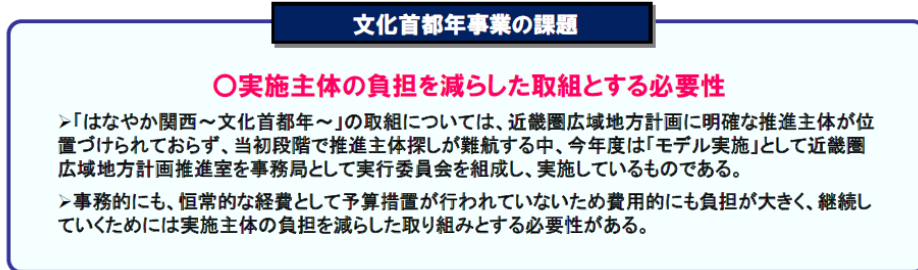 文化首都年事業の課題
〇実施主体の負担を減らした取組とする必要性
➢「はなやか関西～文化首都年～」の取組については、近畿圏広域地方計画に明確な推進主体が位
置づけられておらず、当初段階で推進主体探しが難航する中、今年度は「モデル実施」として近畿圏
広域地方計画推進室を事務局として実行委員会を組成し、実施しているものである。
➢事務的にも、恒常的な経費として予算措置が行われていないため費用的にも負担が大きく、継続し
ていくためには実施主体の負担を減らした取り組みとする必要性がある。